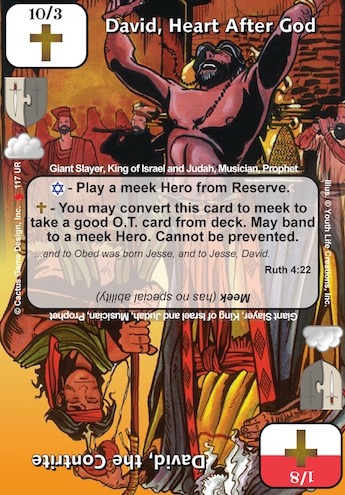 10/3
David, Heart After God
Giant Slayer, King of Israel and Judah, Musician, Prophet
- Play a meek Hero from Reserve.
- You may convert this card to meek to
take a good O.T. card from deck. May band
to a meek Hero. Cannot be prevented.
...and to Obed was born Jesse, and to Jesse, David.
Ruth 4:22
© Cactus Game Design, Inc. 117 UR
Illus. © Youth Life Creations, Inc.
Meek (has no special ability)
Giant Slayer, King of Israel and Judah, Musician, Prophet
David, the Contrite
1/8